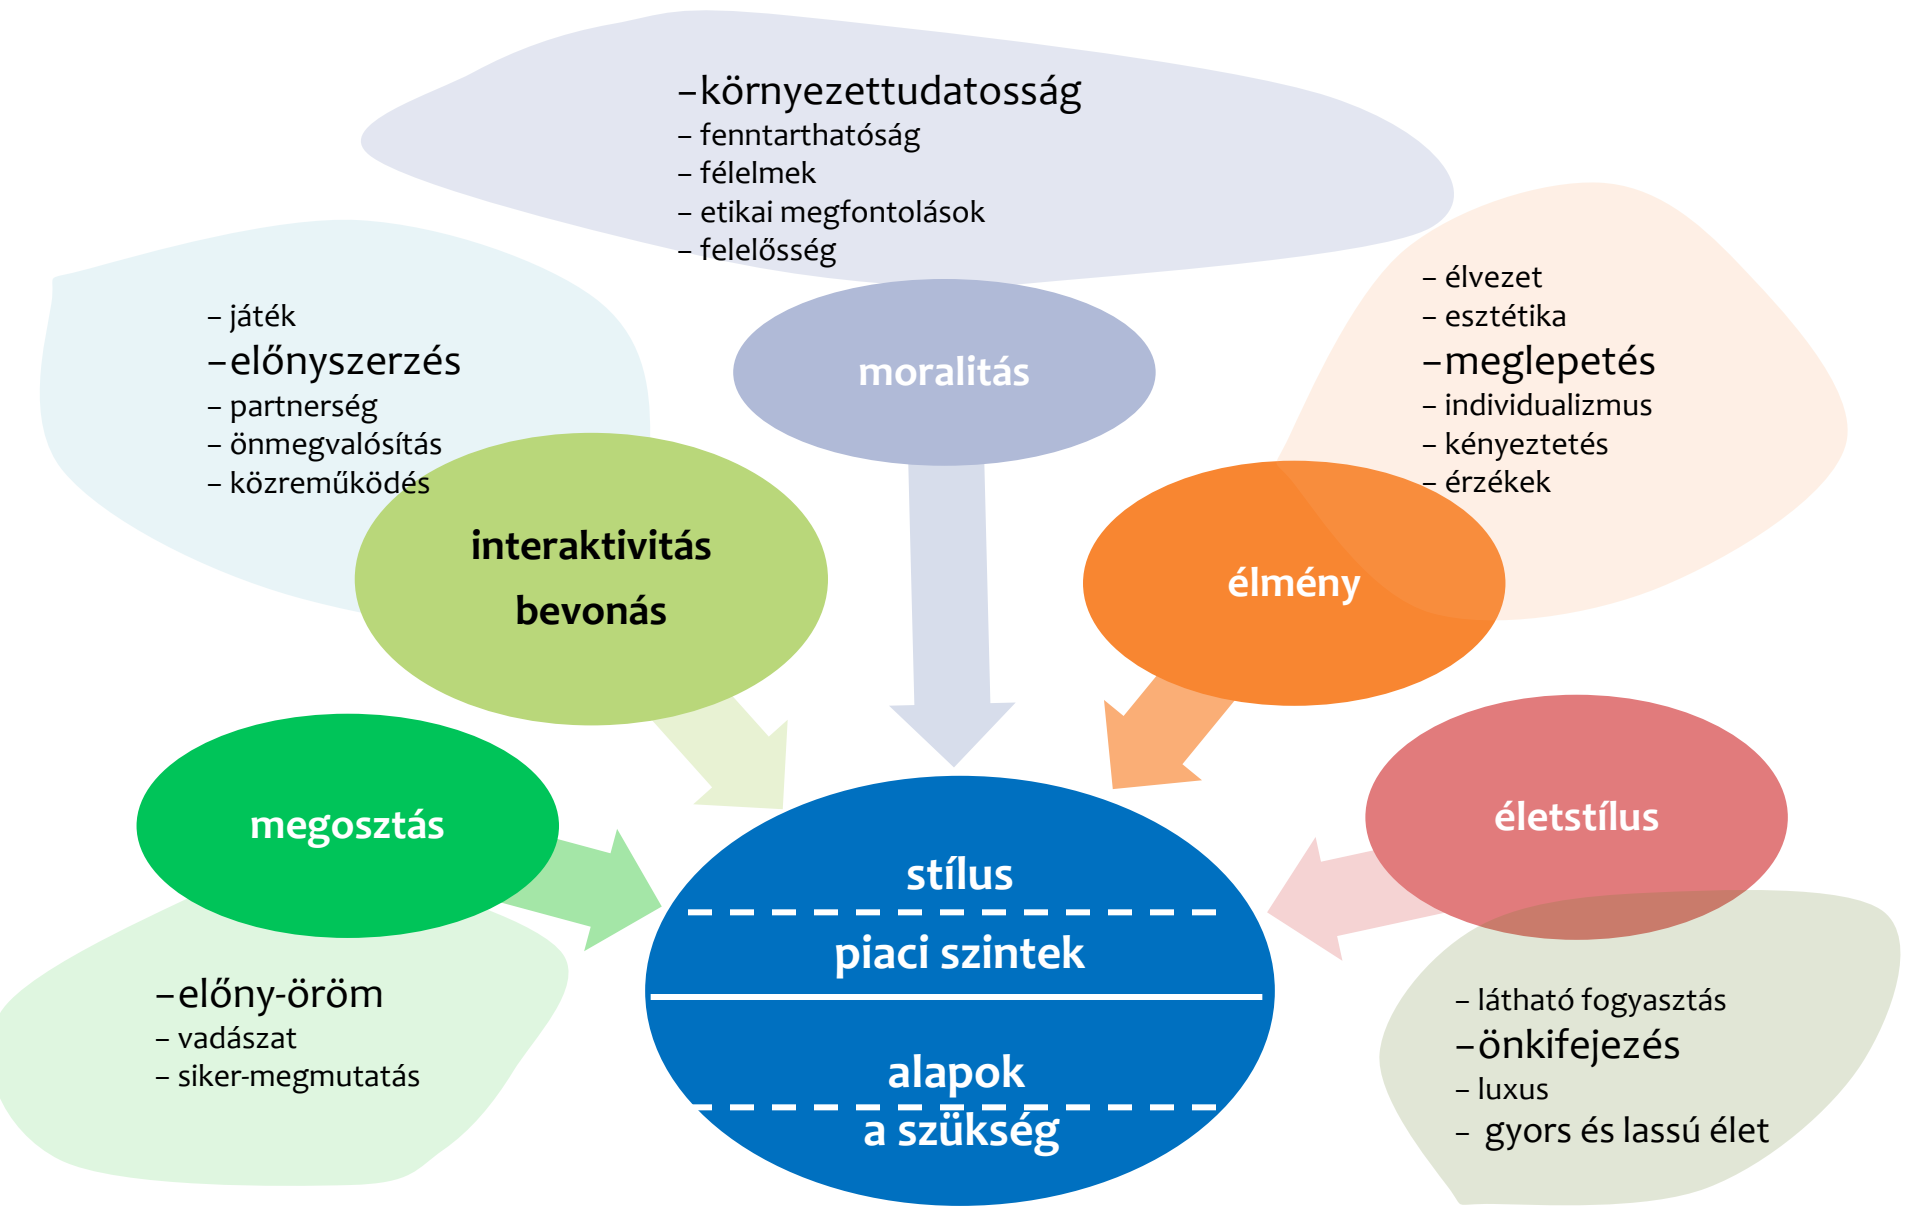 –környezettudatosság
– fenntarthatóság
– félelmek
– etikai megfontolások
– felelősség
– játék
–előnyszerzés
– partnerség
– önmegvalósítás
– közreműködés
– élvezet
– esztétika
–meglepetés
– individualizmus
– kényeztetés
– érzékek
moralitás
interaktivitás
bevonás
élmény
megosztás
életstílus
stílus
piaci szintek
alapok
a szükség
–előny-öröm
– vadászat
– siker-megmutatás
– látható fogyasztás
–önkifejezés
– luxus
– gyors és lassú élet